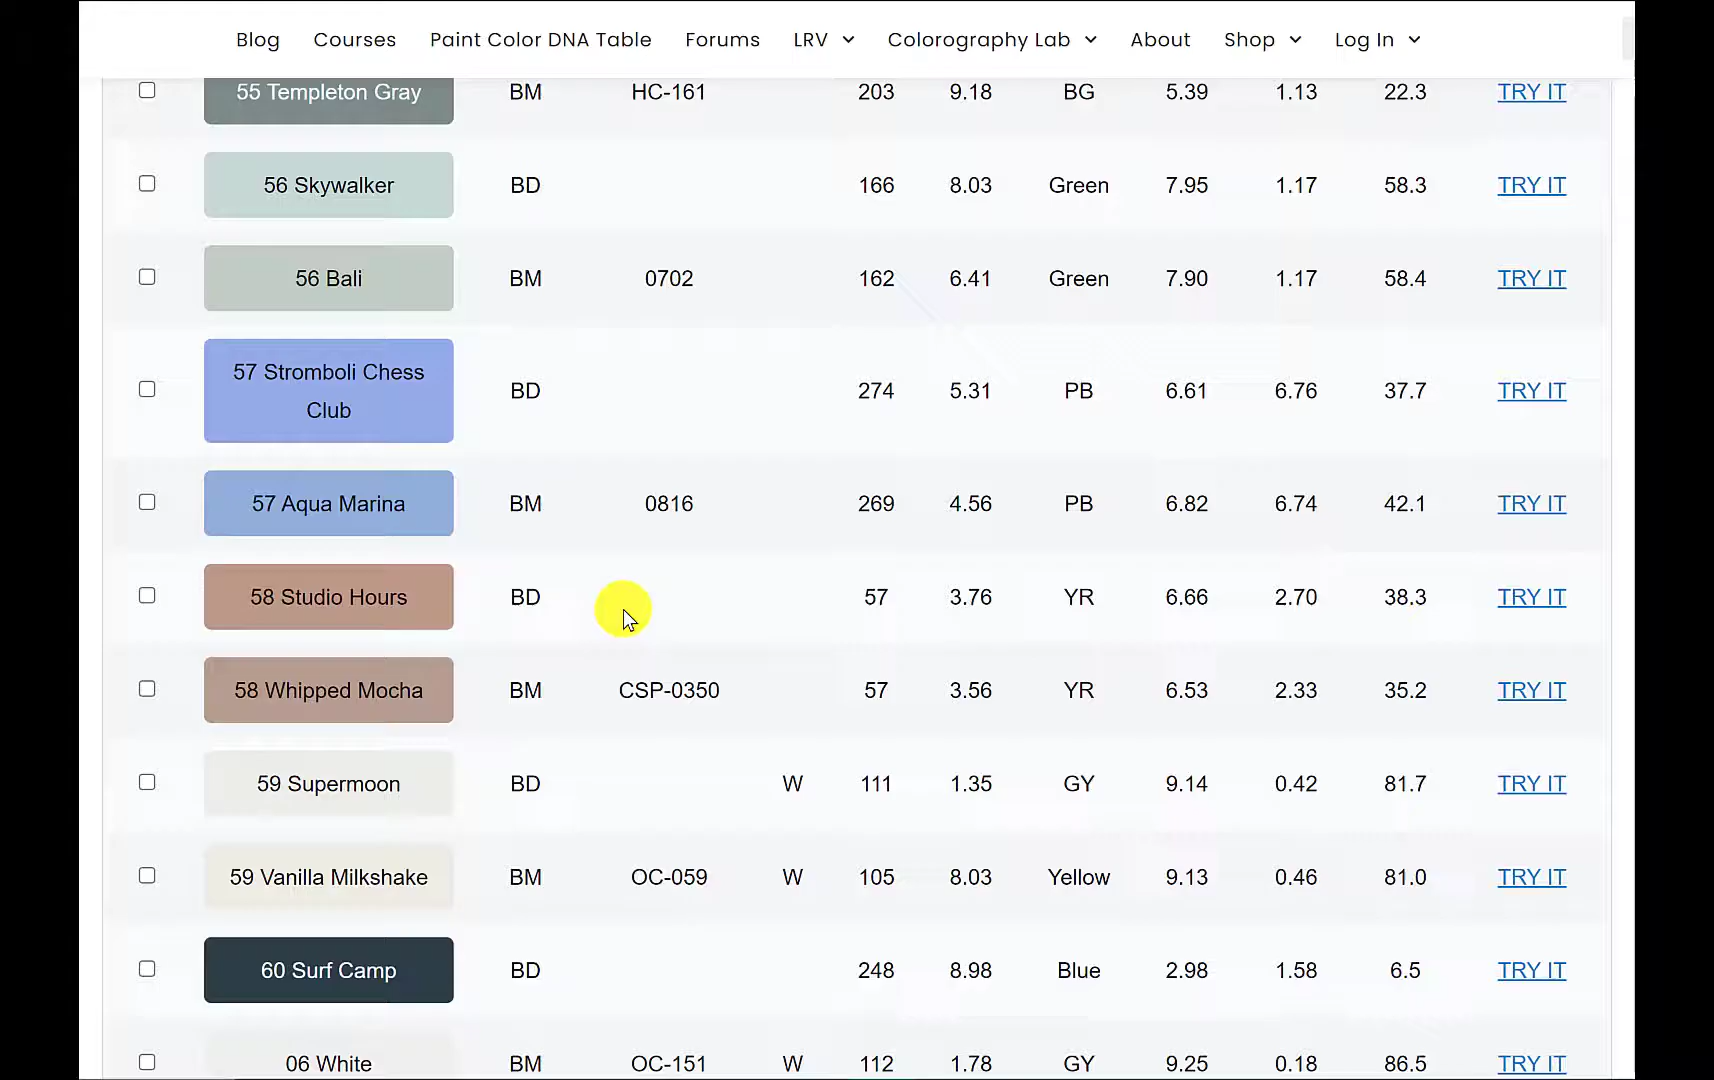 Blog Courses Paint Color DNA Table Forums LRV Colorography Lab About Shop Log In
55 Templeton Gray BM HC-161 203 9.18 BG 5.39 1.13 22.3 TRY IT
56 Skywalker BD 166 8.03 Green 7.95 1.17 58.3 TRY IT
56 Bali BM 0702 162 6.41 Green 7.90 1.17 58.4 TRY IT
57 Stromboli Chess
Club BD 274 5.31 PB 6.61 6.76 37.7 TRY IT
57 Aqua Marina BM 0816 269 4.56 PB 6.82 6.74 42.1 TRY IT
58 Studio Hours BD 57 3.76 YR 6.66 2.70 38.3 TRY IT
58 Whipped Mocha BM CSP-0350 57 3.56 YR 6.53 2.33 35.2 TRY IT
59 Supermoon BD W 111 1.35 GY 9.14 0.42 81.7 TRY IT
59 Vanilla Milkshake BM OC-059 W 105 8.03 Yellow 9.13 0.46 81.0 TRY IT
60 Surf Camp BD 248 8.98 Blue 2.98 1.58 6.5 TRY IT
06 White BM OC-151 W 112 1.78 GY 9.25 0.18 86.5 TRY IT